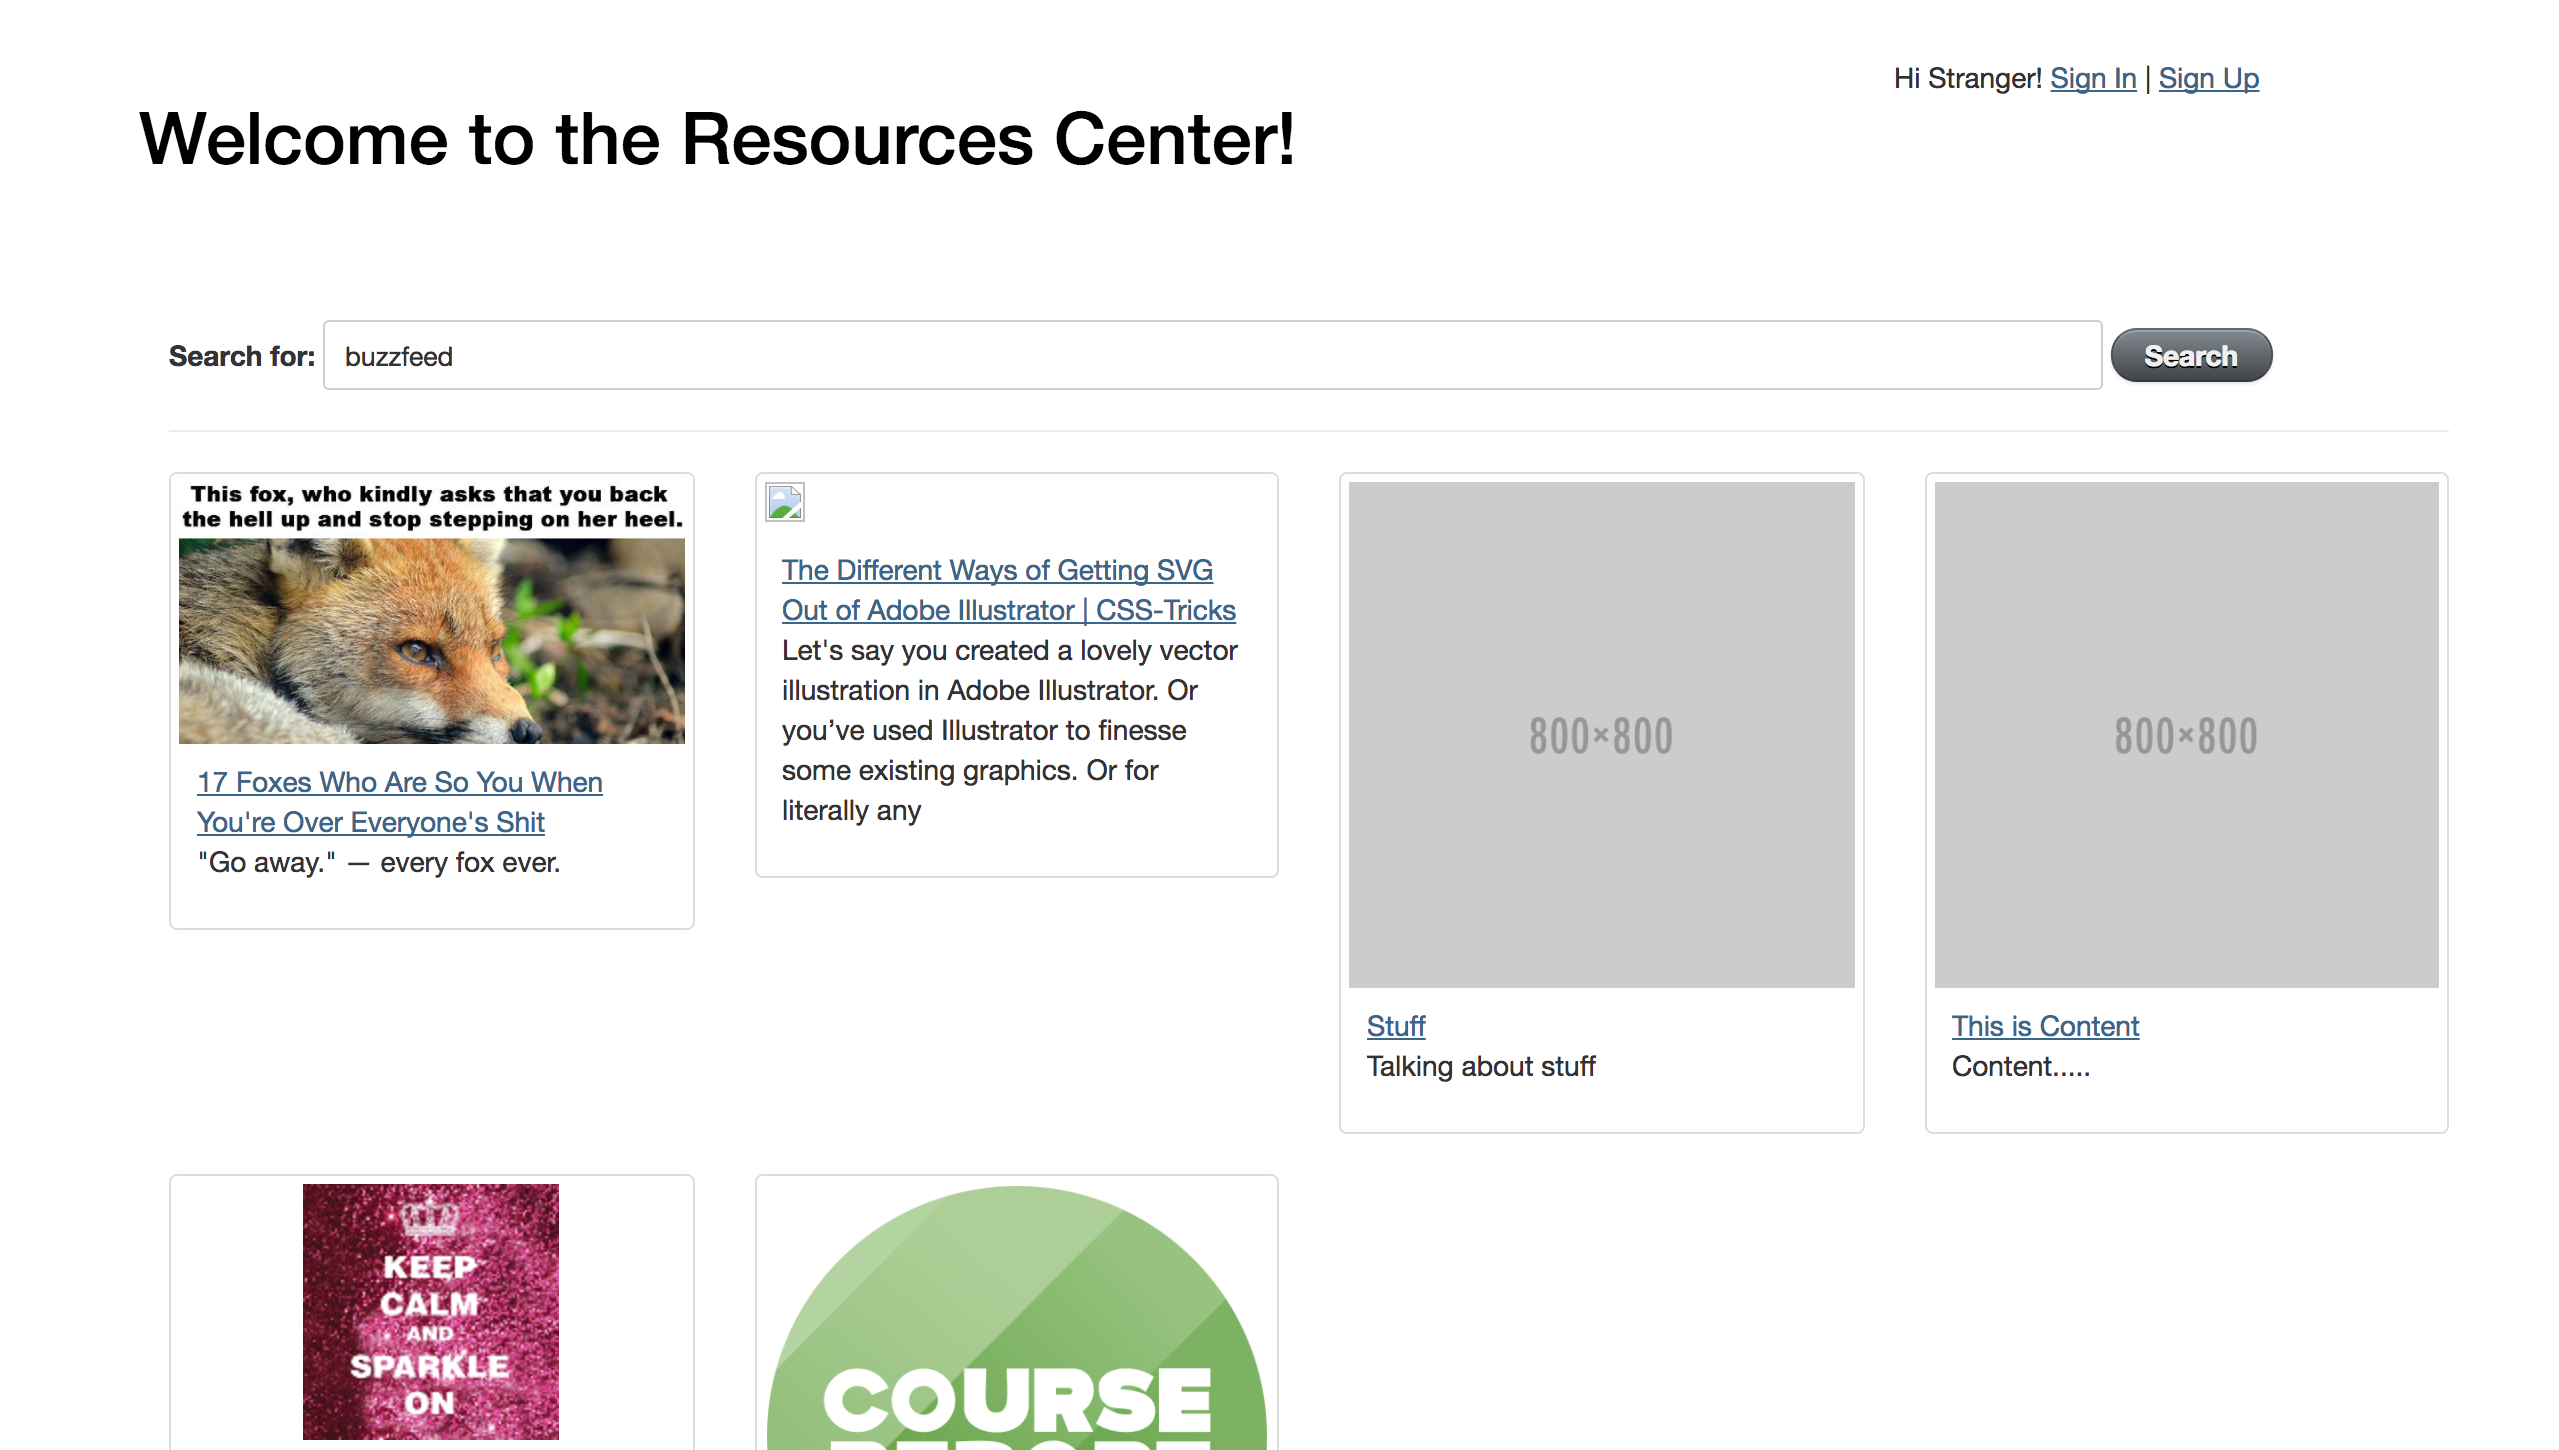 Hi Stranger! Sign In | Sign Up
Welcome to the Resources Center!
Search for: buzzfeed Search
This fox, who kindly asks that you back
the hell up and stop stepping on her heel.
17 Foxes Who Are So You When
You're Over Everyone's Shit
"Go away." — every fox ever.
The Different Ways of Getting SVG
Out of Adobe Illustrator | CSS-Tricks
Let's say you created a lovely vector
illustration in Adobe Illustrator. Or
you’ve used Illustrator to finesse
some existing graphics. Or for
literally any
800×800
Stuff
Talking about stuff
800×800
This is Content
Content.....
KEEP
CALM
AND
SPARKLE
ON
COURSE